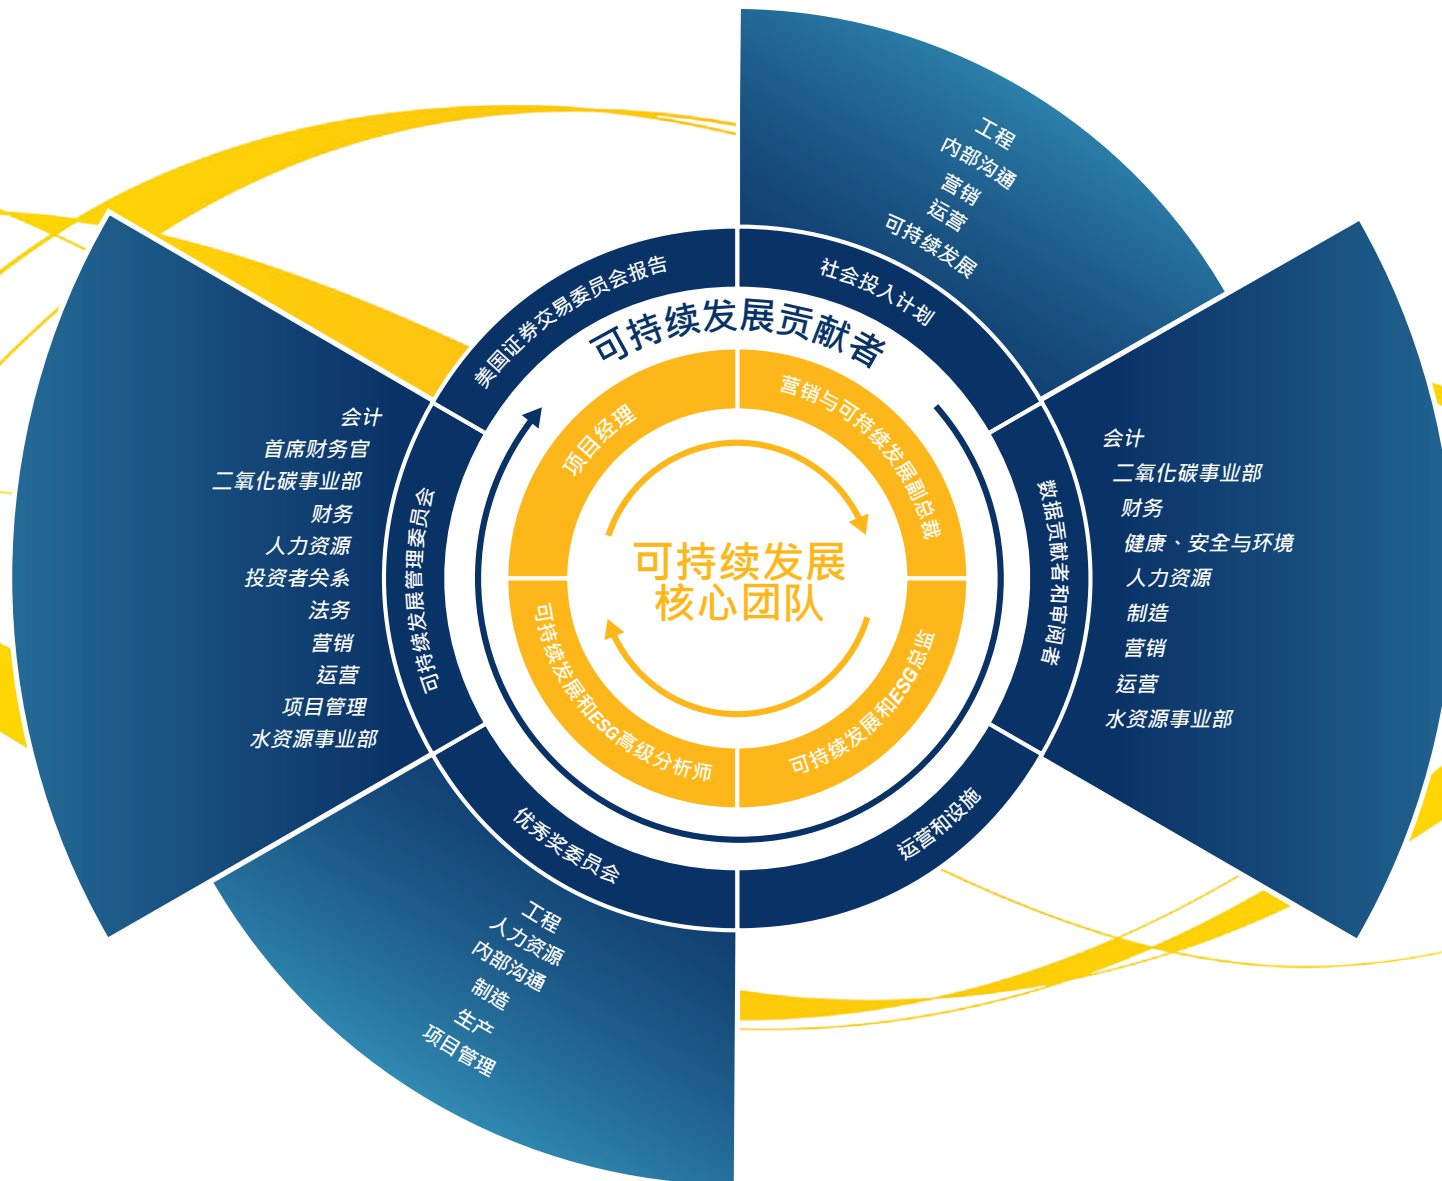 工程
内部沟通
营销
运营
可持续发展
社会投入计划
美国证券交易委员会报告
可持续发展贡献者
项目经理
营销与可持续发展副总裁
可持续发展
核心团队
可持续发展和ESG高级分析师
可持续发展和ESG总监
可持续发展管理委员会
会计
首席财务官
二氧化碳事业部
财务
人力资源
投资者关系
法务
营销
运营
项目管理
水资源事业部
数据贡献者和审阅者
会计
二氧化碳事业部
财务
健康、安全与环境
人力资源
制造
营销
运营
水资源事业部
优秀奖委员会
运营和设施
工程
人力资源
内部沟通
制造
生产
项目管理